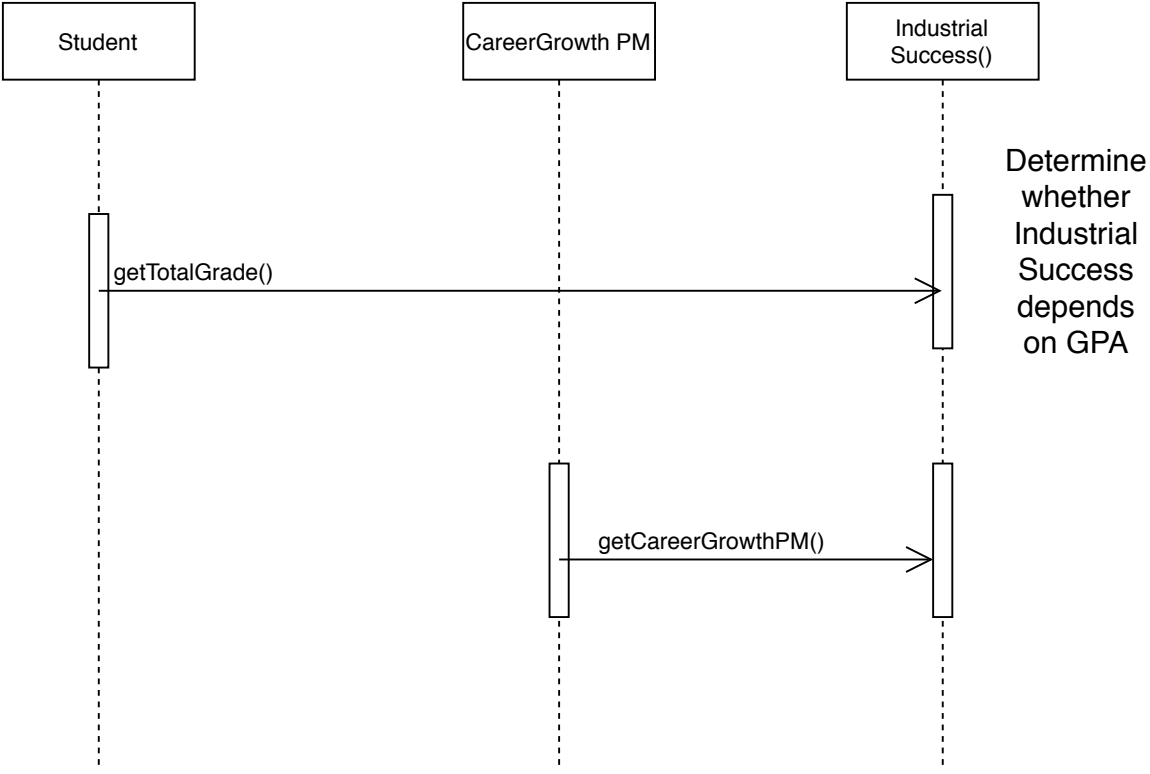 Student
CareerGrowth PM
Industrial
Success()
Determine
whether
Industrial
Success
depends
on GPA
getTotalGrade()
getCareerGrowthPM()